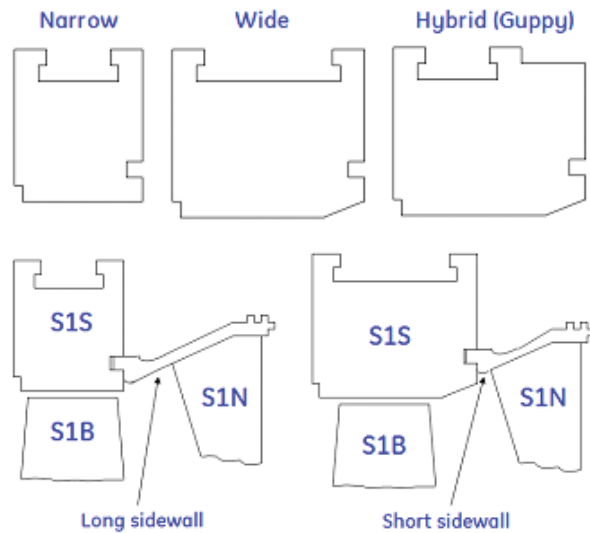 Narrow
Wide
Hybrid (Guppy)
S1S
S1N
S1B
S1S
S1N
S1B
Long sidewall
Short sidewall